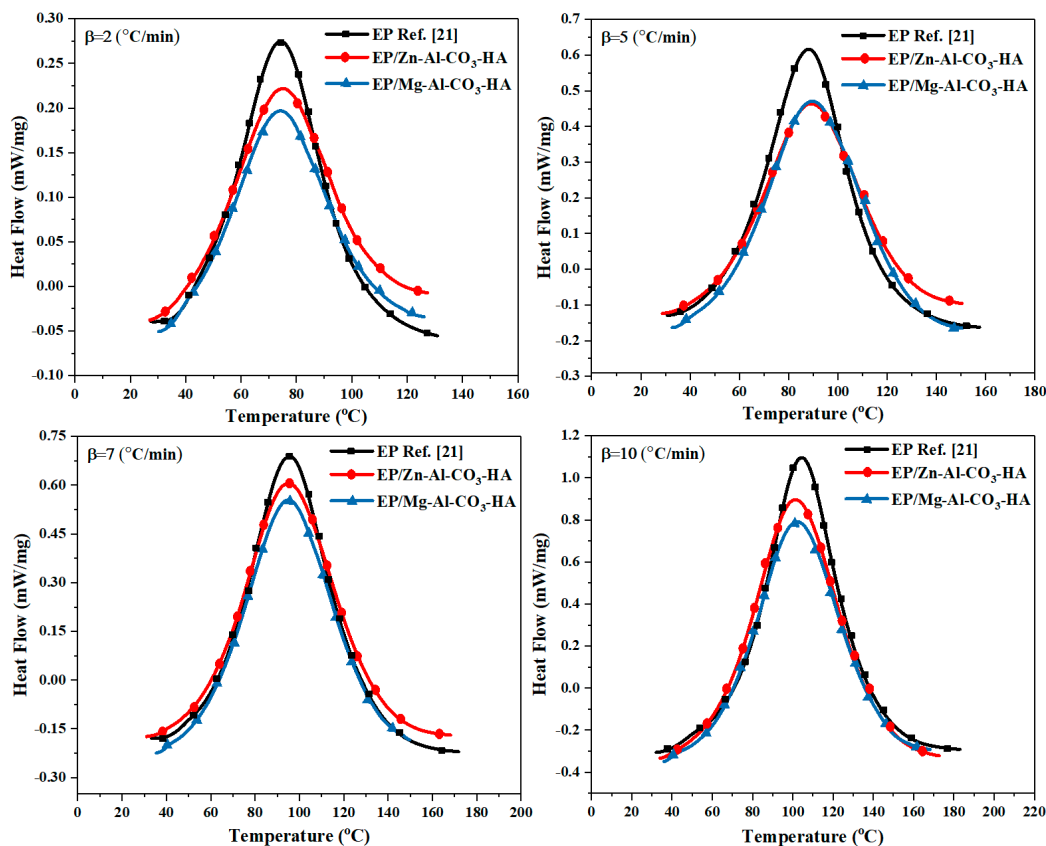 β=2 (°C/min)
EP Ref. [21]
EP/Zn-Al-CO₃-HA
EP/Mg-Al-CO₃-HA
Heat Flow (mW/mg)
0.30
0.25
0.20
0.15
0.10
0.05
0.00
-0.05
-0.10
0 20 40 60 80 100 120 140 160
Temperature (ºC)
β=5 (°C/min)
EP Ref. [21]
EP/Zn-Al-CO₃-HA
EP/Mg-Al-CO₃-HA
Heat Flow (mW/mg)
0.7
0.6
0.4
0.3
0.1
0.0
-0.1
-0.3
0 20 40 60 80 100 120 140 160 180
Temperature (ºC)
β=7 (°C/min)
EP Ref. [21]
EP/Zn-Al-CO₃-HA
EP/Mg-Al-CO₃-HA
Heat Flow (mW/mg)
0.75
0.60
0.45
0.30
0.15
0.00
-0.15
-0.30
0 20 40 60 80 100 120 140 160 180 200
Temperature (ºC)
β=10 (°C/min)
EP Ref. [21]
EP/Zn-Al-CO₃-HA
EP/Mg-Al-CO₃-HA
Heat Flow (mW/mg)
1.2
1.0
0.8
0.6
0.4
0.2
0.0
-0.2
-0.4
0 20 40 60 80 100 120 140 160 180 200 220
Temperature (ºC)